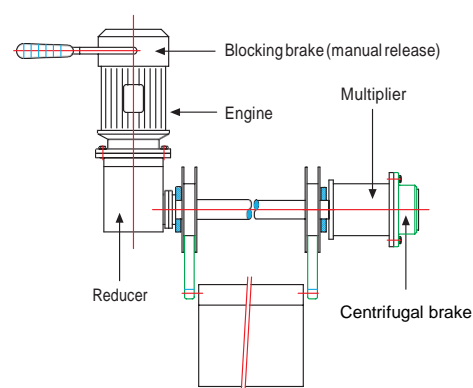 Blocking brake (manual release)
Multiplier
Engine
Reducer
Centrifugal brake